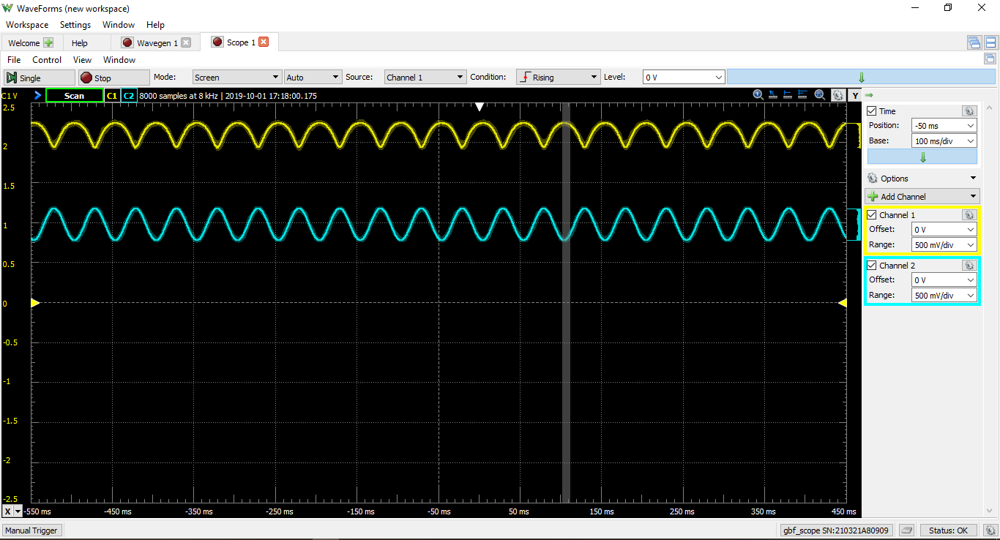 WaveForms (new workspace)
Workspace Settings Window Help
Welcome Help Wavegen 1 Scope 1
File Control View Window
Single Stop Mode: Screen Auto Source: Channel 1 Condition: Rising Level: 0 V
C1 V Scan C1 C2 8000 samples at 8 kHz | 2019-10-01 17:18:00.175 Y
2.5
2
1.5
1
0.5
0
-0.5
-1
-1.5
-2
-2.5
X -550 ms -450 ms -350 ms -250 ms -150 ms -50 ms 50 ms 150 ms 250 ms 350 ms 450 ms
Time
Position: -50 ms
Base: 100 ms/div
Options
Add Channel
Channel 1
Offset: 0 V
Range: 500 mV/div
Channel 2
Offset: 0 V
Range: 500 mV/div
Manual Trigger gbf_scope SN:210321A80909 Status: OK